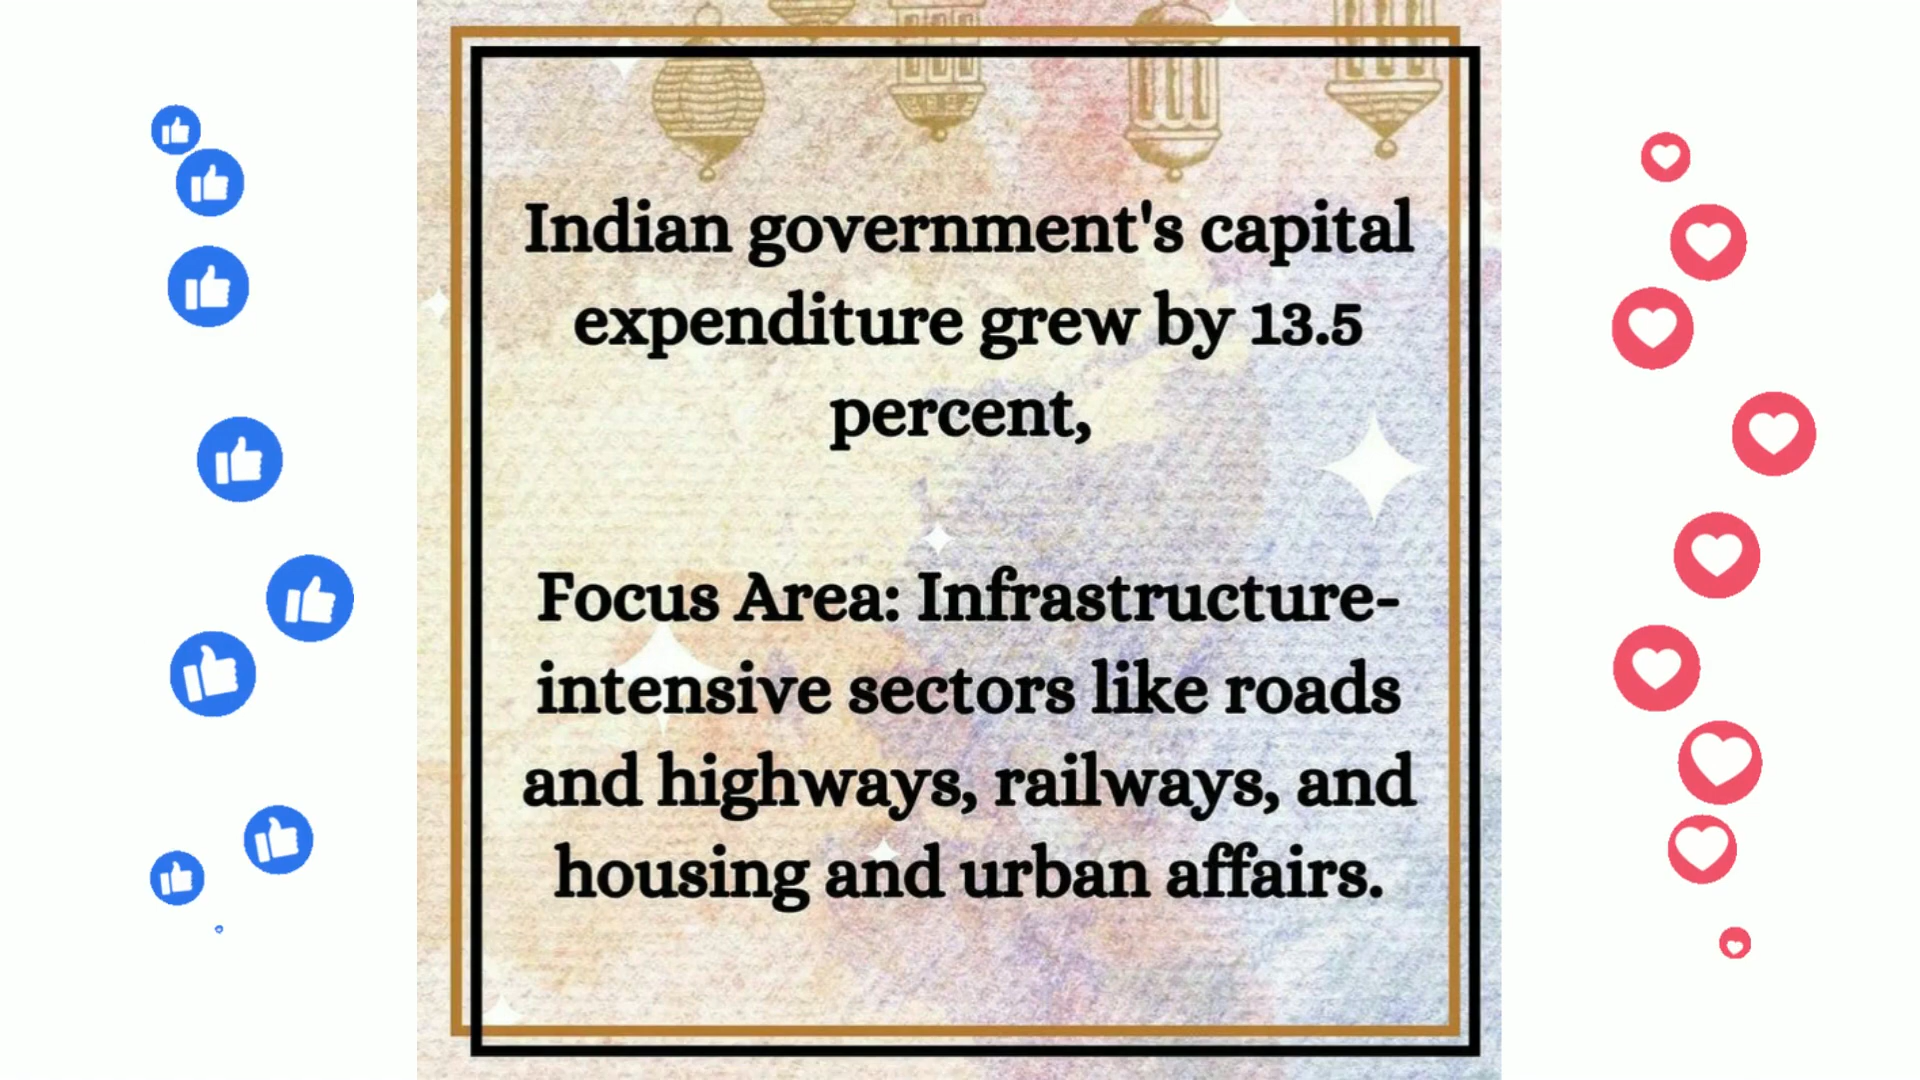 Indian government's capital
expenditure grew by 13.5
percent,
Focus Area: Infrastructure-
intensive sectors like roads
and highways, railways, and
housing and urban affairs.